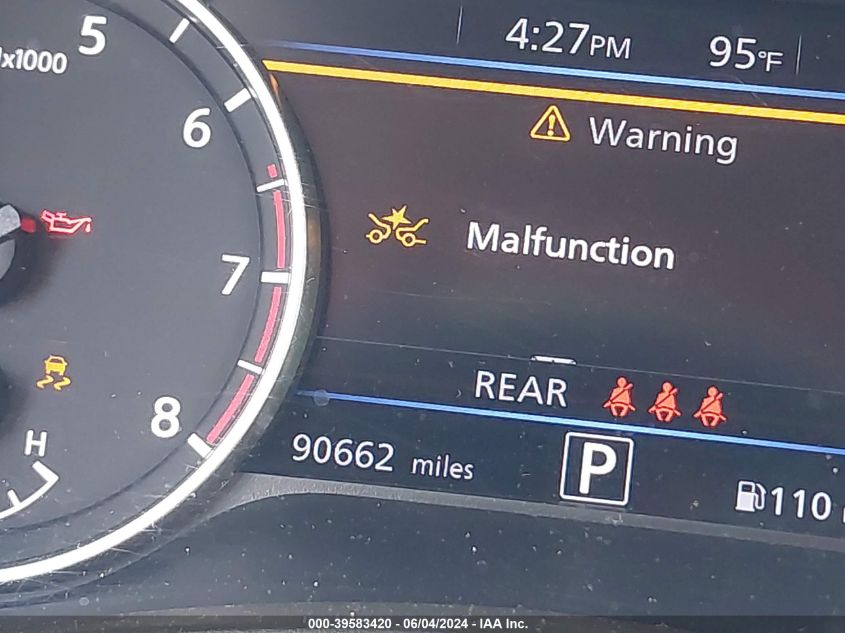 5
x1000
6
7
8
H
4:27PM 95°F
Warning
Malfunction
REAR
90662 miles P 110
000-39583420 - 06/04/2024 - IAA Inc.